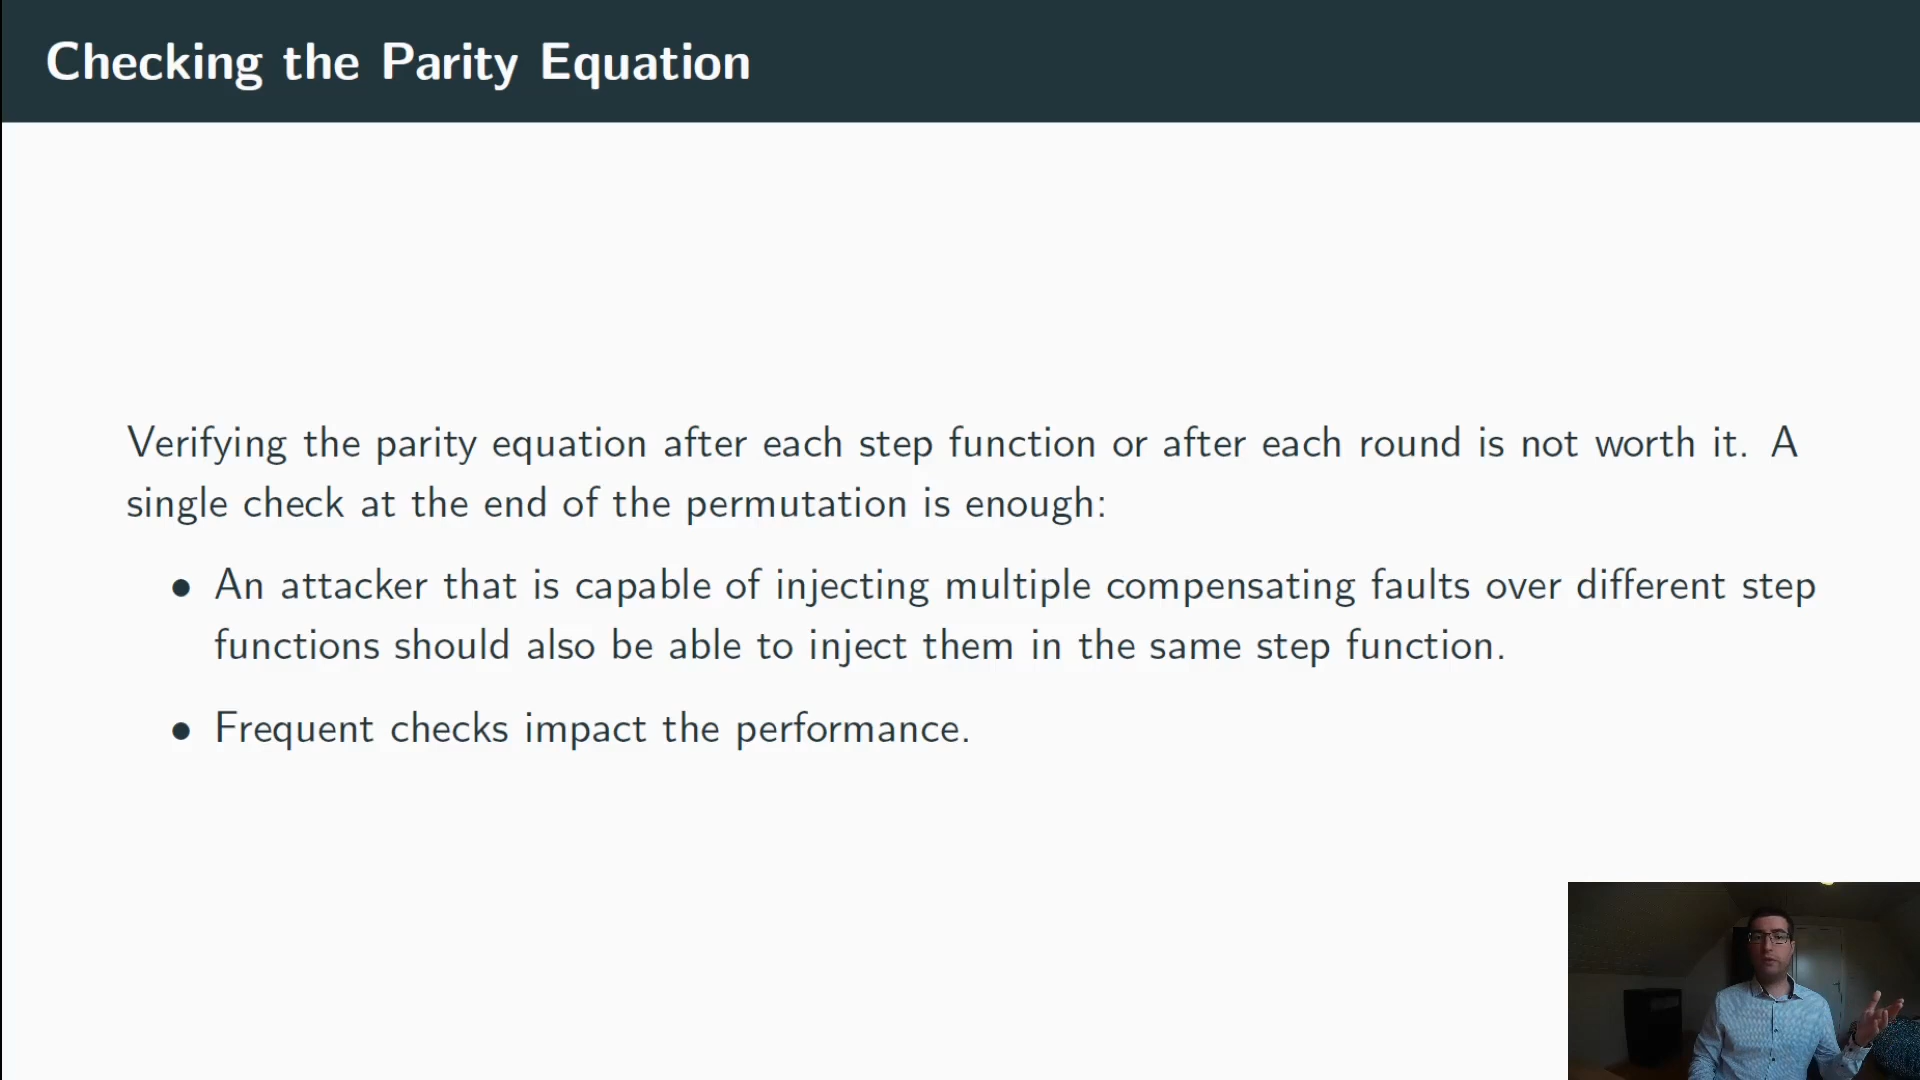 Checking the Parity Equation
Verifying the parity equation after each step function or after each round is not worth it. A
single check at the end of the permutation is enough:
• An attacker that is capable of injecting multiple compensating faults over different step
functions should also be able to inject them in the same step function.
• Frequent checks impact the performance.